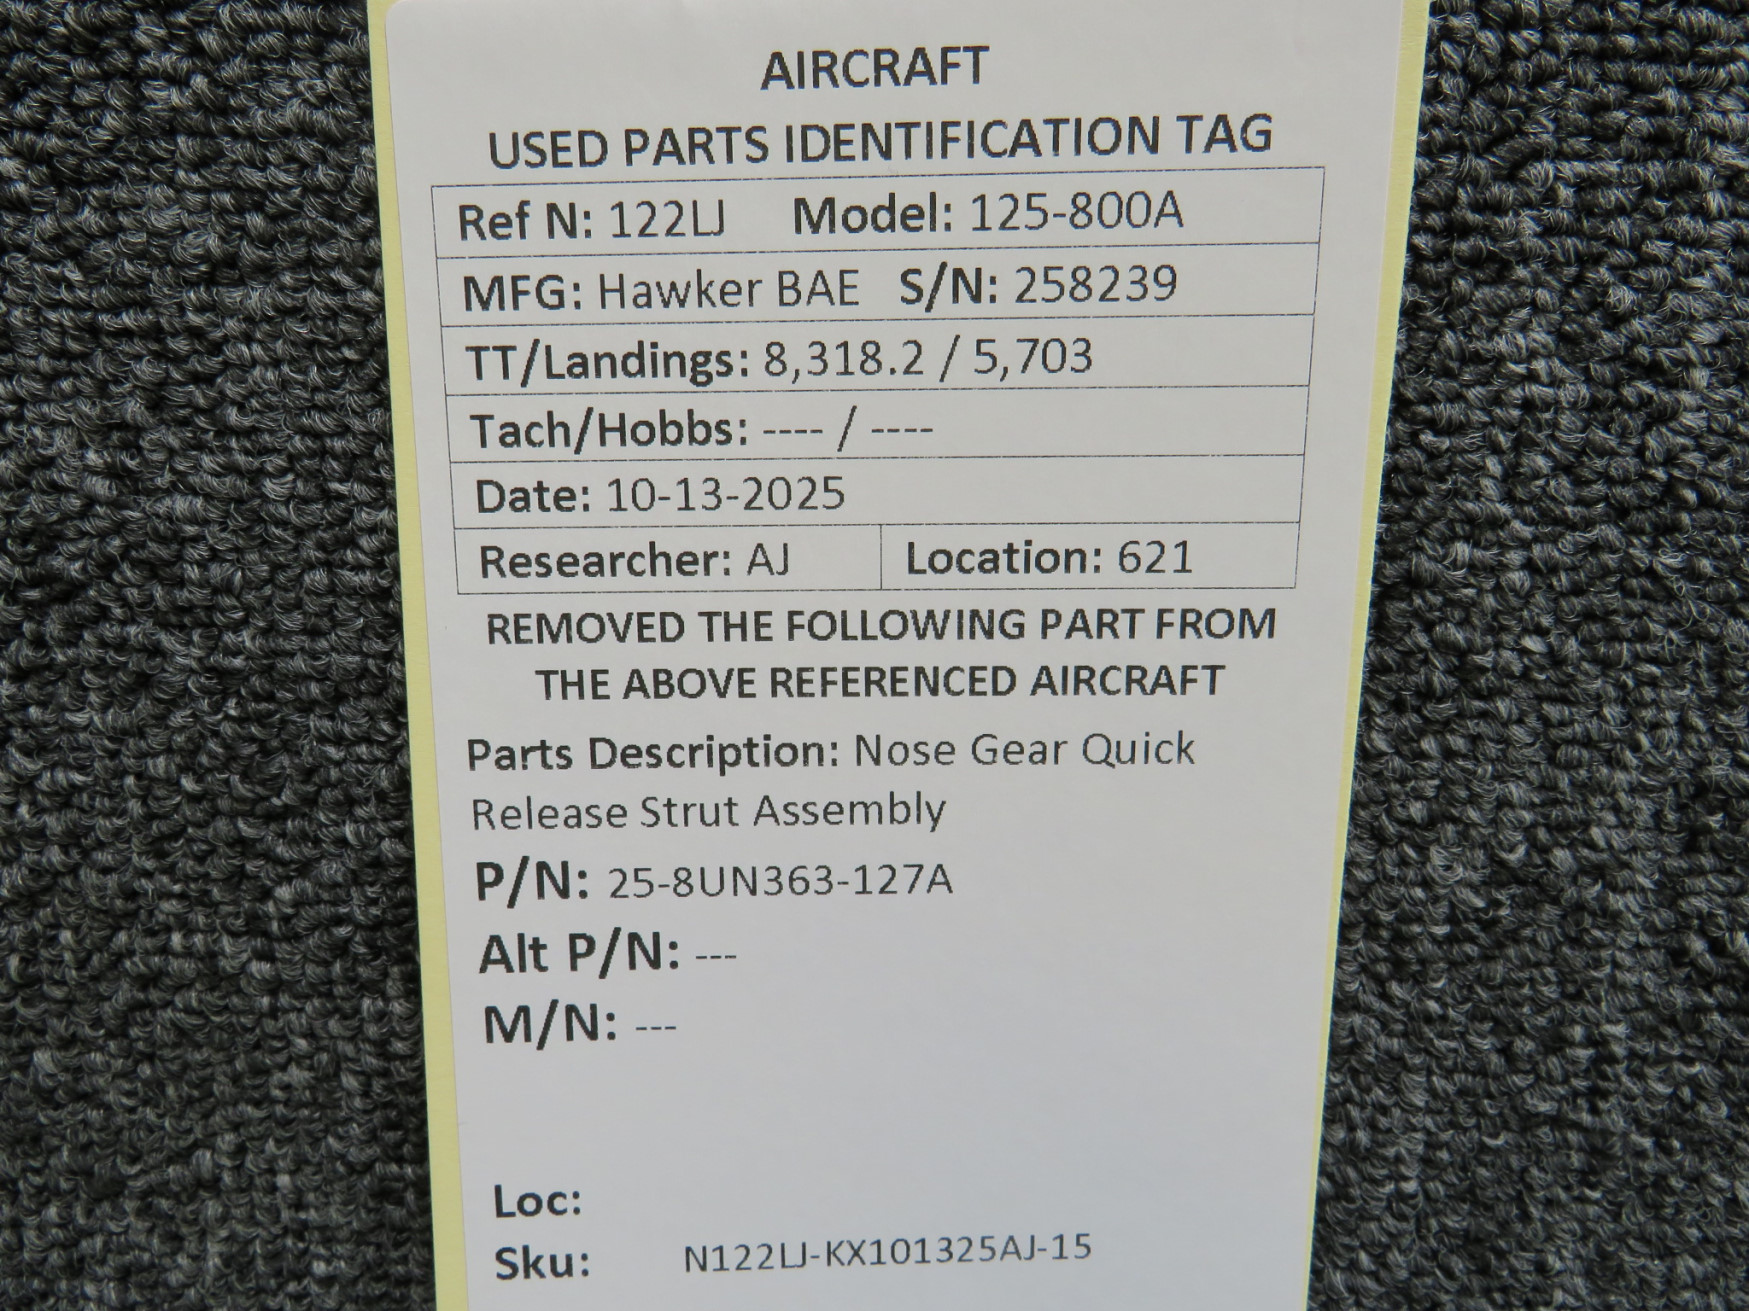 AIRCRAFT
USED PARTS IDENTIFICATION TAG
Ref N: 122LJ Model: 125-800A
MFG: Hawker BAE S/N: 258239
TT/Landings: 8,318.2 / 5,703
Tach/Hobbs: ---- / ----
Date: 10-13-2025
Researcher: AJ Location: 621
REMOVED THE FOLLOWING PART FROM
THE ABOVE REFERENCED AIRCRAFT
Parts Description: Nose Gear Quick
Release Strut Assembly
P/N: 25-8UN363-127A
Alt P/N: ---
M/N: ---
Loc:
Sku: N122LJ-KX101325AJ-15